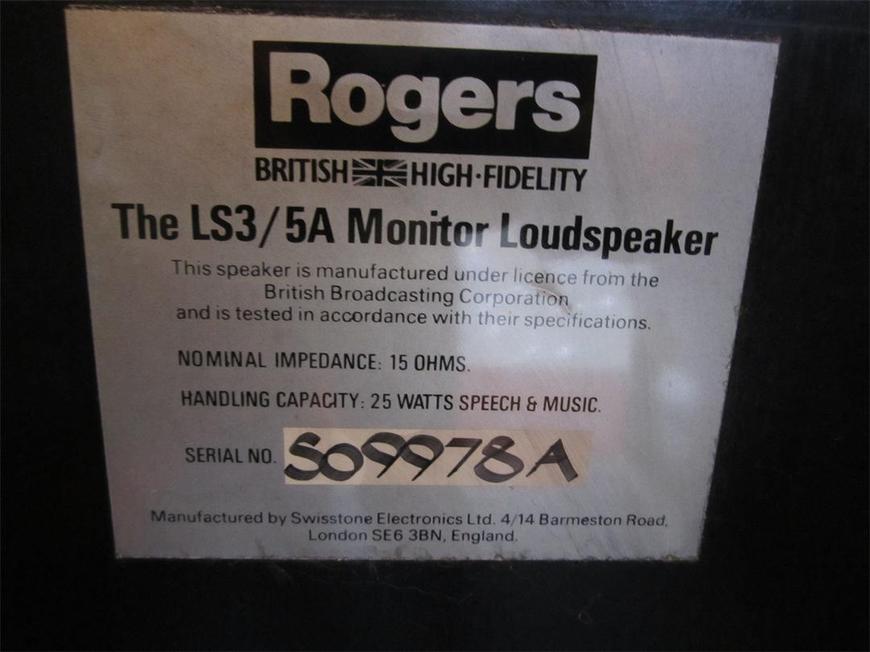 Rogers
BRITISH HIGH·FIDELITY
The LS3/5A Monitor Loudspeaker
This speaker is manufactured under licence from the
British Broadcasting Corporation
and is tested in accordance with their specifications.
NOMINAL IMPEDANCE: 15 OHMS.
HANDLING CAPACITY: 25 WATTS SPEECH & MUSIC.
SERIAL NO. S09978A
Manufactured by Swisstone Electronics Ltd. 4/14 Barmeston Road,
London SE6 3BN, England.